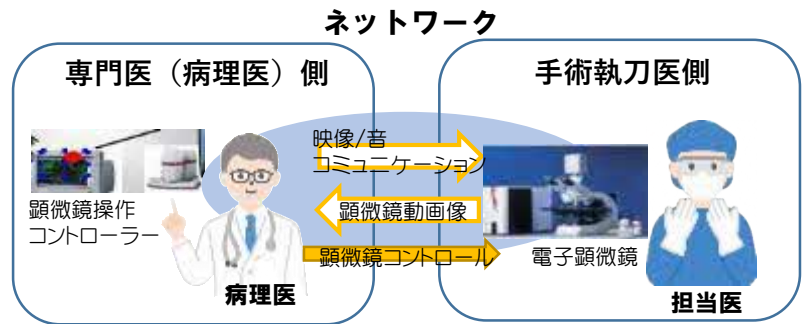 ネットワーク
専門医（病理医）側
手術執刀医側
映像/音
コミュニケーション
顕微鏡動画像
顕微鏡コントロール
顕微鏡操作
コントローラー
病理医
電子顕微鏡
担当医